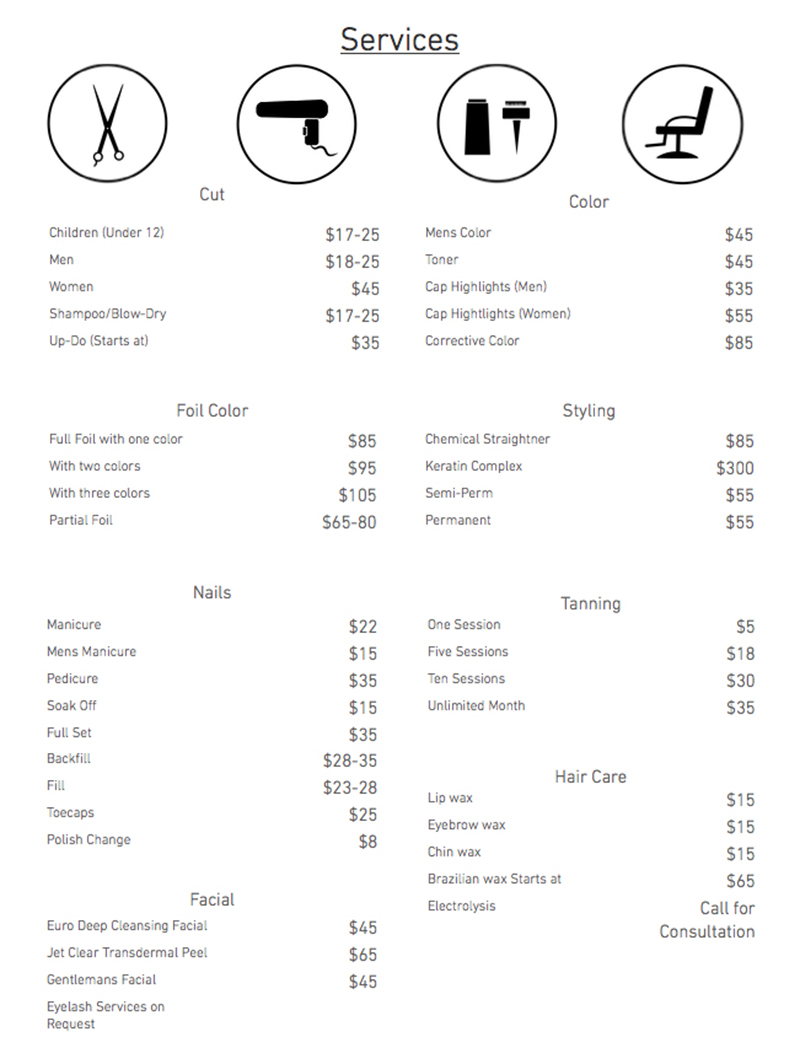 Services
Cut
Children (Under 12) $17-25
Men $18-25
Women $45
Shampoo/Blow-Dry $17-25
Up-Do (Starts at) $35
Color
Mens Color $45
Toner $45
Cap Highlights (Men) $35
Cap Hightlights (Women) $55
Corrective Color $85
Foil Color
Full Foil with one color $85
With two colors $95
With three colors $105
Partial Foil $65-80
Styling
Chemical Straightner $85
Keratin Complex $300
Semi-Perm $55
Permanent $55
Nails
Manicure $22
Mens Manicure $15
Pedicure $35
Soak Off $15
Full Set $35
Backfill $28-35
Fill $23-28
Toecaps $25
Polish Change $8
Tanning
One Session $5
Five Sessions $18
Ten Sessions $30
Unlimited Month $35
Hair Care
Lip wax $15
Eyebrow wax $15
Chin wax $15
Brazilian wax Starts at $65
Electrolysis Call for
Consultation
Facial
Euro Deep Cleansing Facial $45
Jet Clear Transdermal Peel $65
Gentlemans Facial $45
Eyelash Services on
Request